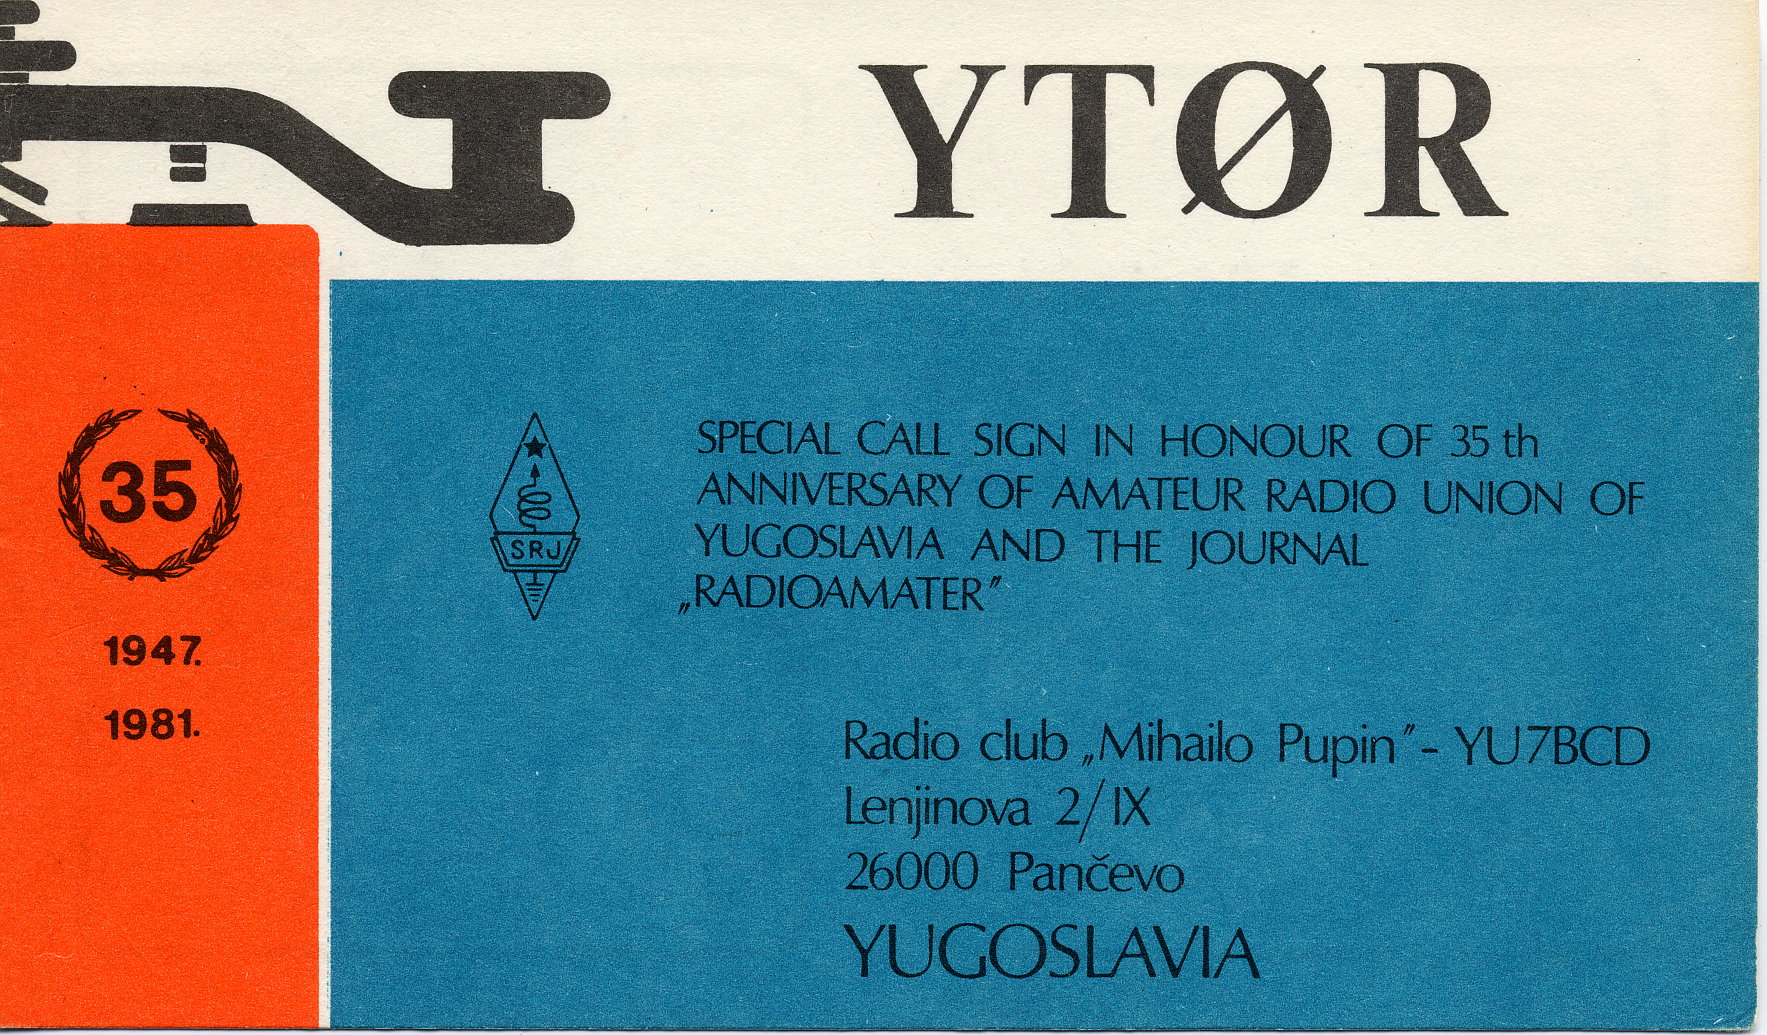 YTØR
35
1947.
1981.
SRJ
SPECIAL CALL SIGN IN HONOUR OF 35 th
ANNIVERSARY OF AMATEUR RADIO UNION OF
YUGOSLAVIA AND THE JOURNAL
„RADIOAMATER”
Radio club „Mihailo Pupin” - YU7BCD
Lenjinova 2/IX
26000 Pančevo
YUGOSLAVIA